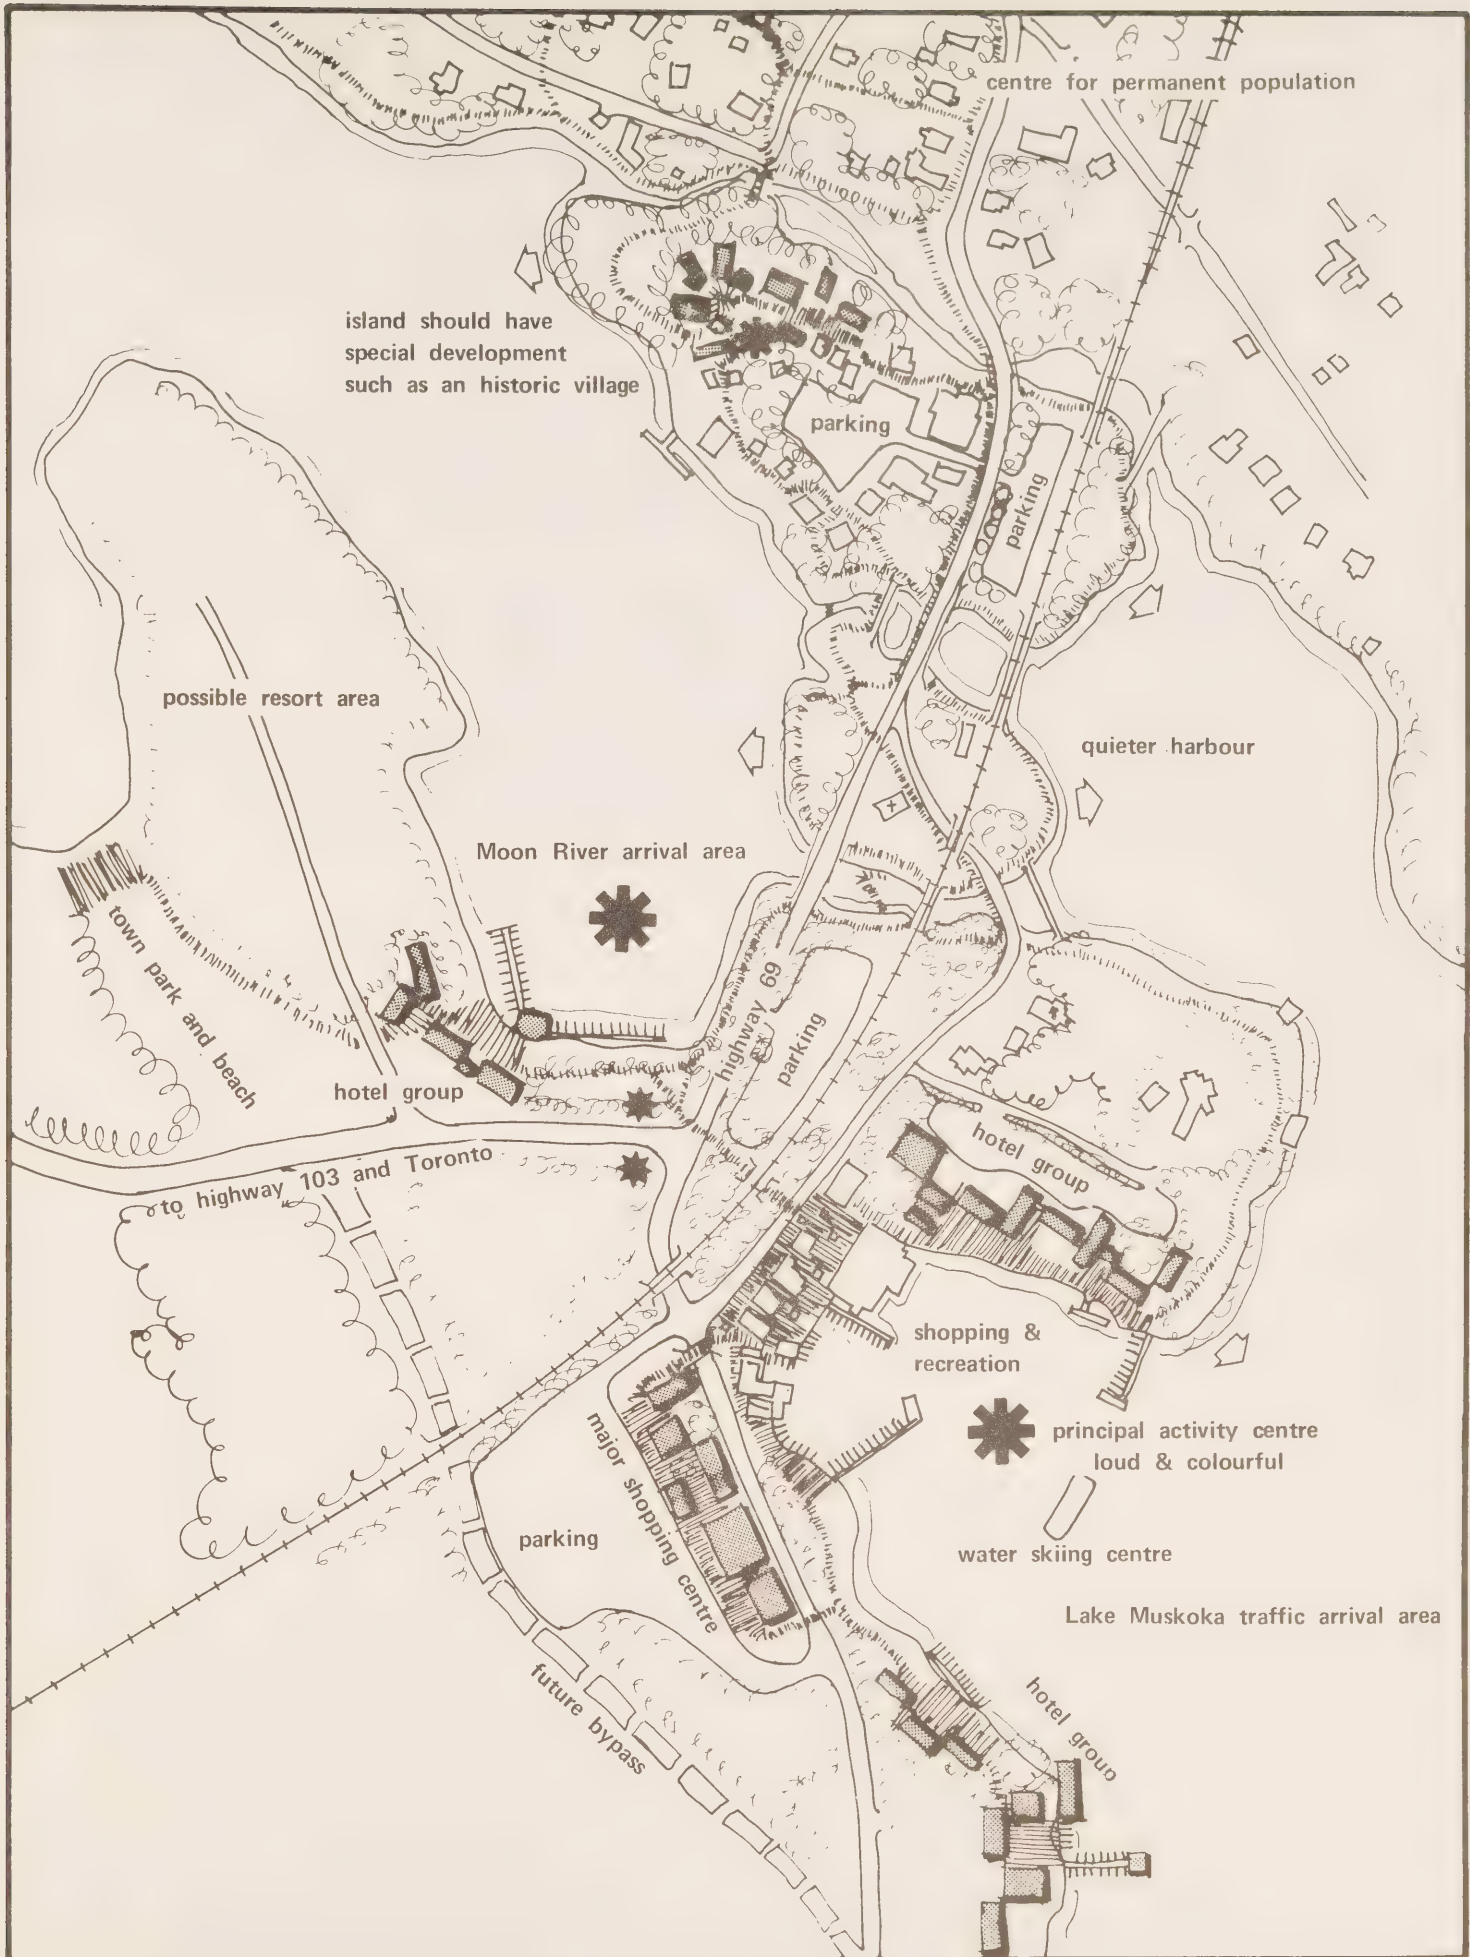 centre for permanent population
island should have
special development
such as an historic village
parking
parking
possible resort area
quieter harbour
Moon River arrival area
town park and beach
highway 69
parking
hotel group
hotel group
to highway 103 and Toronto
shopping &
recreation
principal activity centre
loud & colourful
major shopping centre
parking
water skiing centre
Lake Muskoka traffic arrival area
future bypass
hotel group